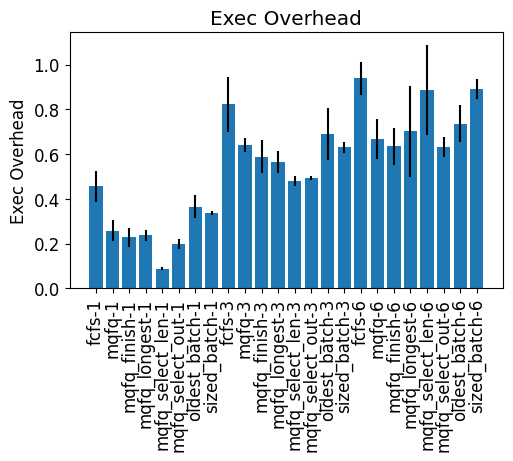 Exec Overhead
Exec Overhead
1.0
0.8
0.6
0.4
0.2
0.0
fcfs-1
mqfq-1
mqfq_finish-1
mqfq_longest-1
mqfq_select_len-1
mqfq_select_out-1
oldest_batch-1
sized_batch-1
fcfs-3
mqfq-3
mqfq_finish-3
mqfq_longest-3
mqfq_select_len-3
mqfq_select_out-3
oldest_batch-3
sized_batch-3
fcfs-6
mqfq-6
mqfq_finish-6
mqfq_longest-6
mqfq_select_len-6
mqfq_select_out-6
oldest_batch-6
sized_batch-6